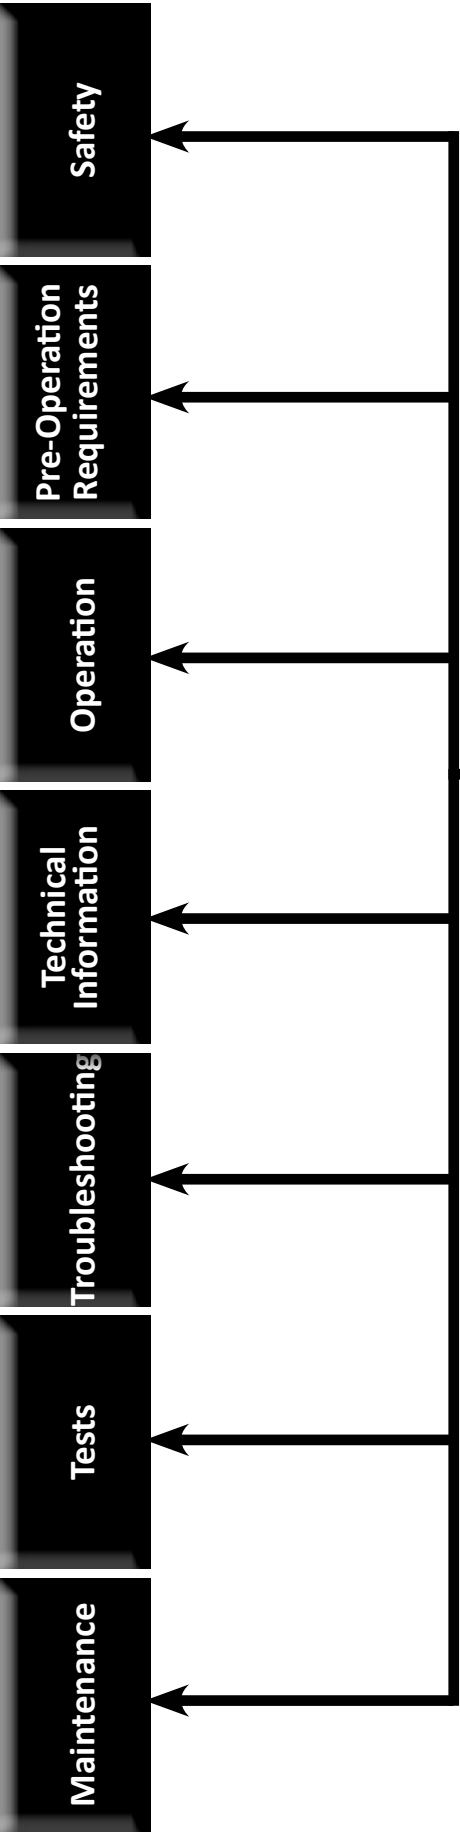 Safety
Pre-Operation
Requirements
Operation
Technical
Information
Troubleshooting
Tests
Maintenance